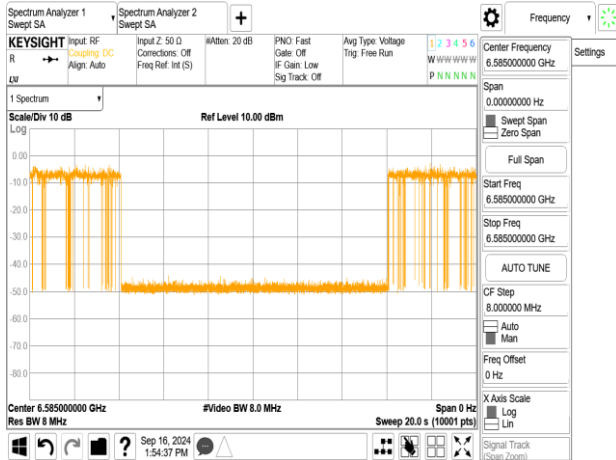 Spectrum Analyzer 1
Swept SA
Spectrum Analyzer 2
Swept SA
+
Frequency
KEYSIGHT
R
LXI
Input: RF
Coupling: DC
Align: Auto
Input Z: 50 Ω
Corrections: Off
Freq Ref: Int (S)
#Atten: 20 dB
PNO: Fast
Gate: Off
IF Gain: Low
Sig Track: Off
Avg Type: Voltage
Trig: Free Run
1 2 3 4 5 6
W W W W W W
P N N N N N
1 Spectrum
Scale/Div 10 dB
Ref Level 10.00 dBm
Log
0.00
-10.0
-20.0
-30.0
-40.0
-50.0
-60.0
-70.0
-80.0
Center 6.585000000 GHz
#Video BW 8.0 MHz
Span 0 Hz
Res BW 8 MHz
Sweep 20.0 s (10001 pts)
?
Sep 16, 2024
1:54:37 PM
Center Frequency
6.585000000 GHz
Settings
Span
0.00000000 Hz
Swept Span
Zero Span
Full Span
Start Freq
6.585000000 GHz
Stop Freq
6.585000000 GHz
AUTO TUNE
CF Step
8.000000 MHz
Auto
Man
Freq Offset
0 Hz
X Axis Scale
Log
Lin
Signal Track
(Span Zoom)